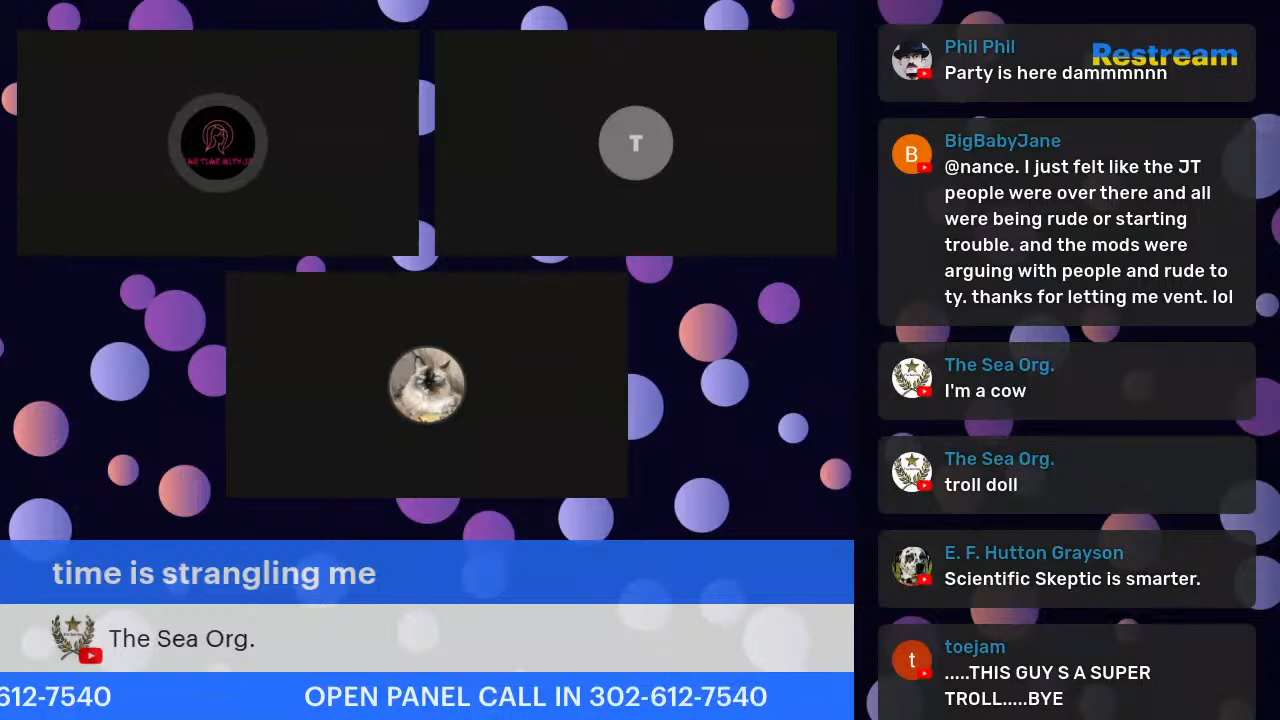 T
time is strangling me
The Sea Org.
612-7540
OPEN PANEL CALL IN 302-612-7540
Restream
Phil Phil
Party is here dammmnnn
B
BigBabyJane
@nance. I just felt like the JT
people were over there and all
were being rude or starting
trouble. and the mods were
arguing with people and rude to
ty. thanks for letting me vent. lol
The Sea Org.
I'm a cow
The Sea Org.
troll doll
E. F. Hutton Grayson
Scientific Skeptic is smarter.
t
toejam
.....THIS GUY S A SUPER
TROLL.....BYE